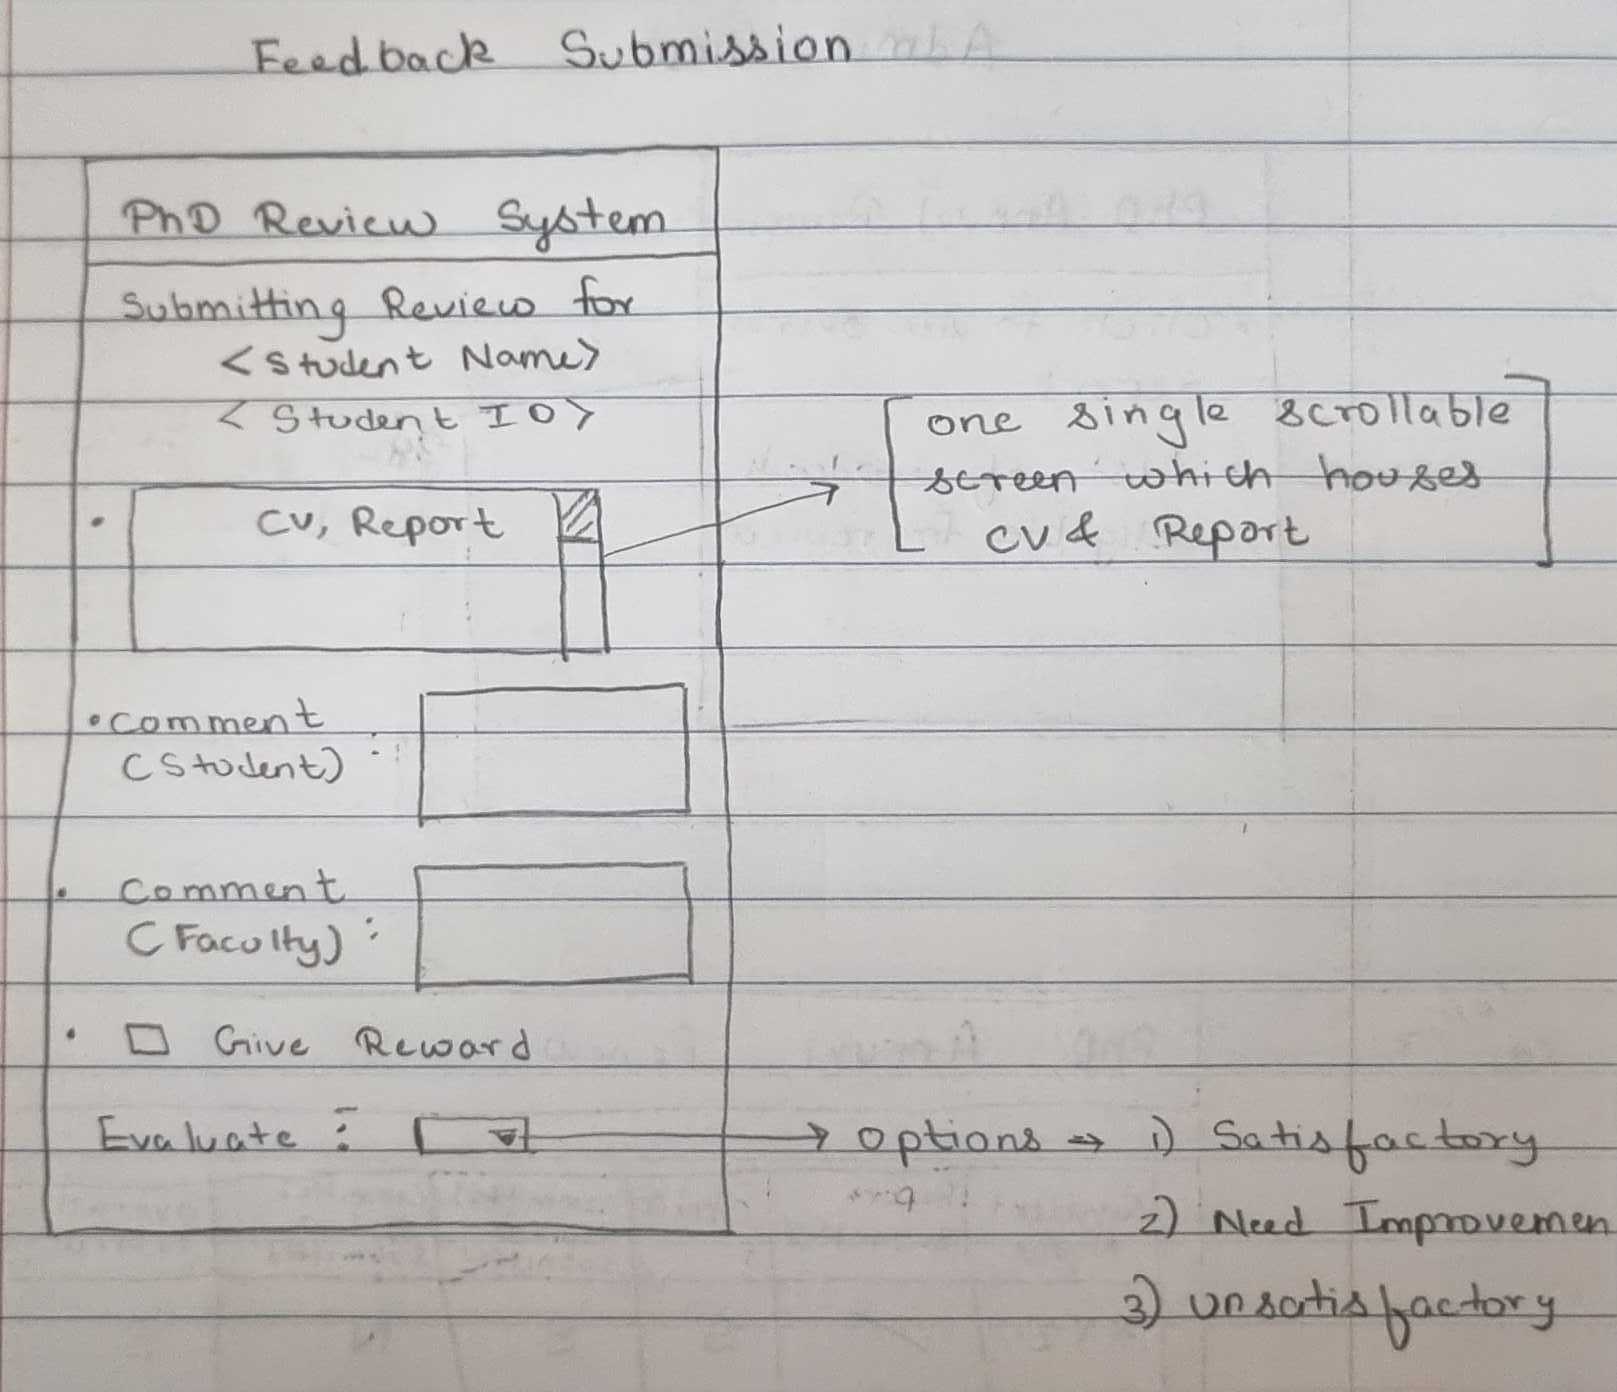 Feedback Submission
PhD Review System
Submitting Review for
<Student Name>
<Student ID>
• CV, Report
one single scrollable
screen which houses
CV & Report
• Comment
(Student) :
• Comment
(Faculty) :
• Give Reward
Evaluate : → options ⇒ 1) Satisfactory
2) Need Improvemen
3) Unsatisfactory